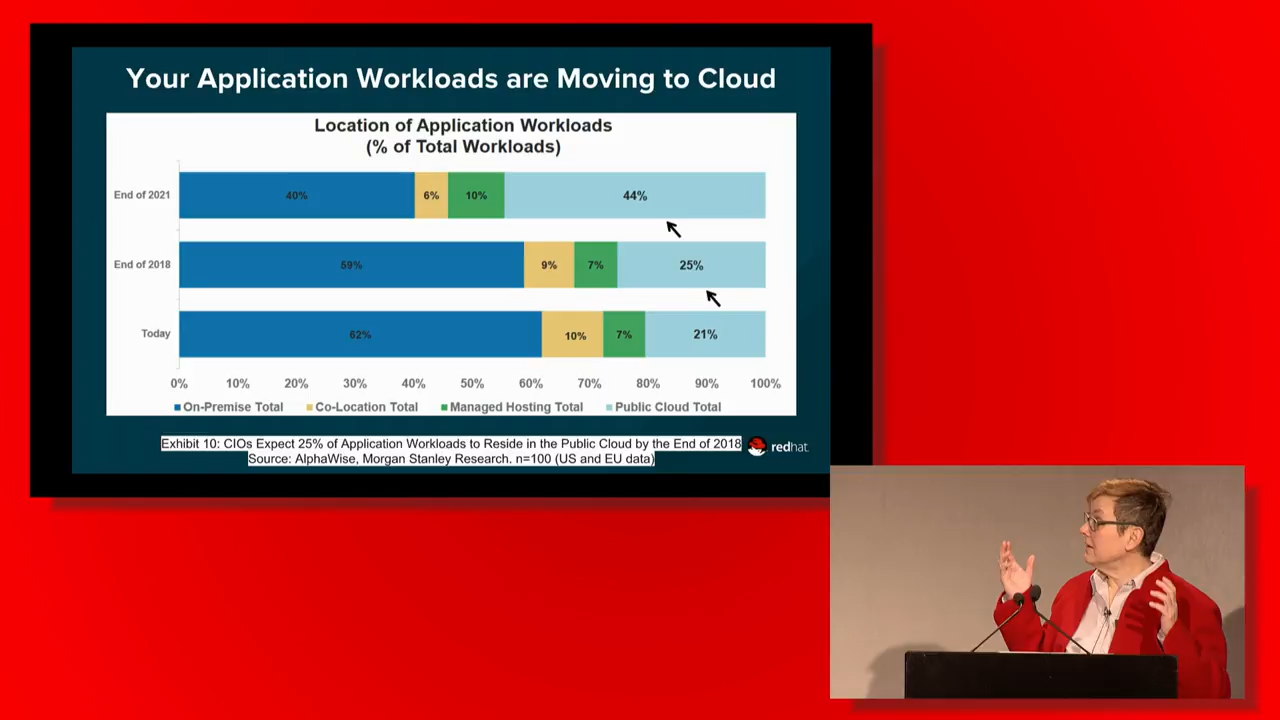 Your Application Workloads are Moving to Cloud
Location of Application Workloads
(% of Total Workloads)
End of 2021
40%
6%
10%
44%
End of 2018
59%
9%
7%
25%
Today
62%
10%
7%
21%
0%
10%
20%
30%
40%
50%
60%
70%
80%
90%
100%
On-Premise Total
Co-Location Total
Managed Hosting Total
Public Cloud Total
Exhibit 10: CIOs Expect 25% of Application Workloads to Reside in the Public Cloud by the End of 2018
Source: AlphaWise, Morgan Stanley Research. n=100 (US and EU data)
redhat.